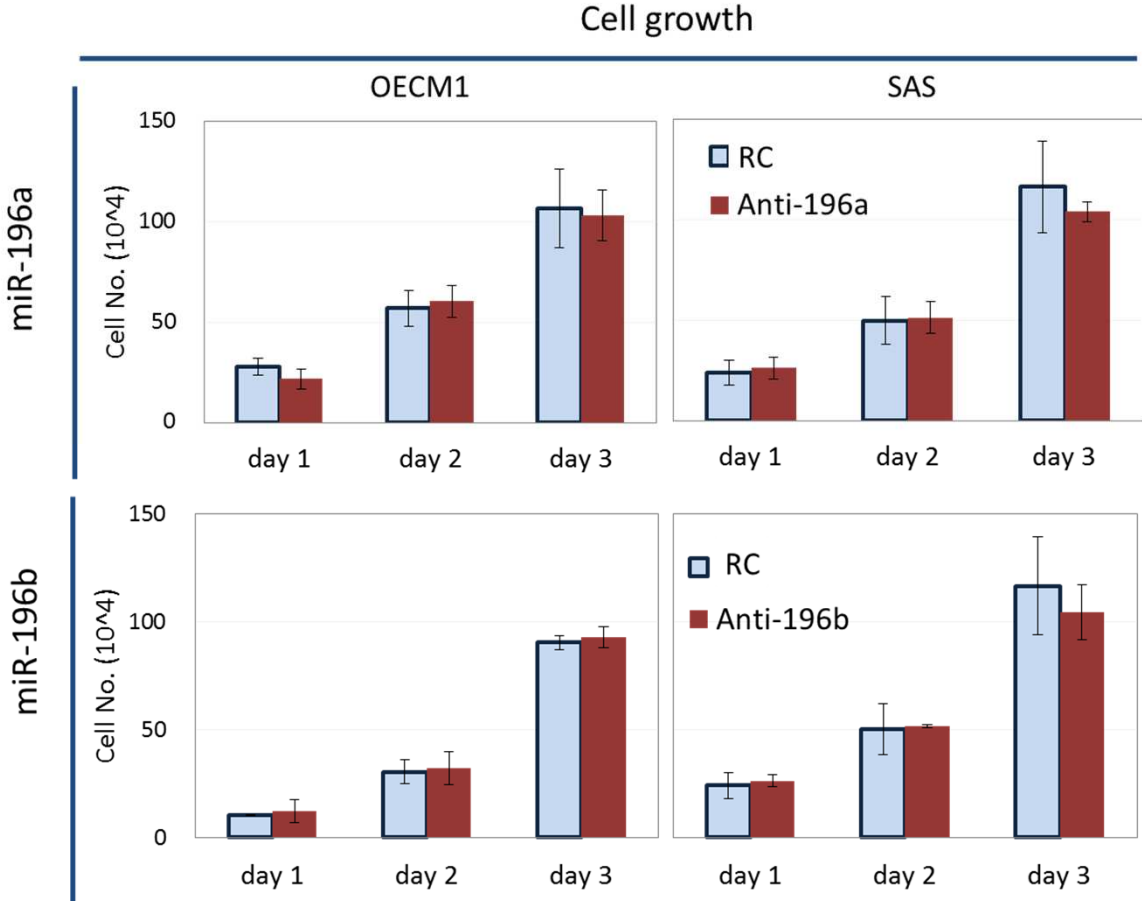 Cell growth
OECM1
SAS
miR-196a
Cell No. (10^4)
150
100
50
0
RC
Anti-196a
day 1
day 2
day 3
day 1
day 2
day 3
miR-196b
Cell No. (10^4)
150
100
50
0
RC
Anti-196b
day 1
day 2
day 3
day 1
day 2
day 3